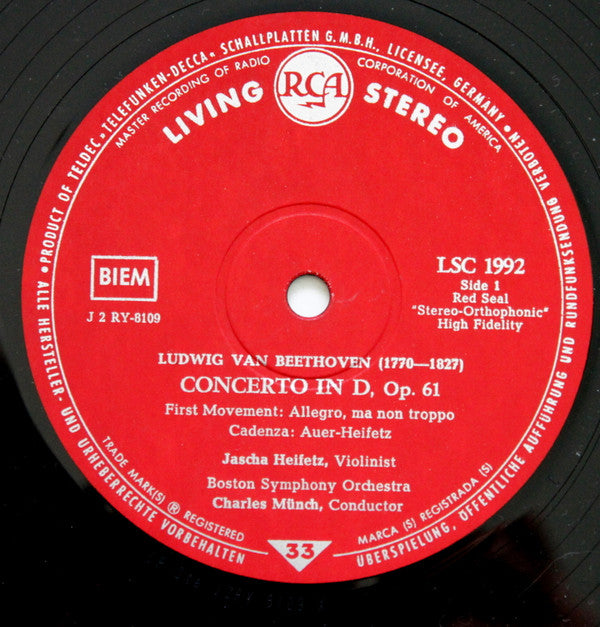 • PRODUCT OF TELDEC • TELEFUNKEN-DECCA • SCHALLPLATTEN G.M.B.H., LICENSEE, GERMANY •
MASTER RECORDING OF RADIO CORPORATION OF AMERICA
RCA
LIVING STEREO
BIEM
J 2 RY-8109
LSC 1992
Side 1
Red Seal
"Stereo-Orthophonic"
High Fidelity
LUDWIG VAN BEETHOVEN (1770—1827)
CONCERTO IN D, Op. 61
First Movement: Allegro, ma non troppo
Cadenza: Auer-Heifetz
Jascha Heifetz, Violinist
Boston Symphony Orchestra
Charles Münch, Conductor
TRADE MARK(S) ® REGISTERED
MARCA (S) REGISTRADA (S)
33
ALLE HERSTELLER- UND URHEBERRECHTE VORBEHALTEN
ÜBERSPIELUNG, ÖFFENTLICHE AUFFÜHRUNG UND RUNDFUNKSENDUNG VERBOTEN